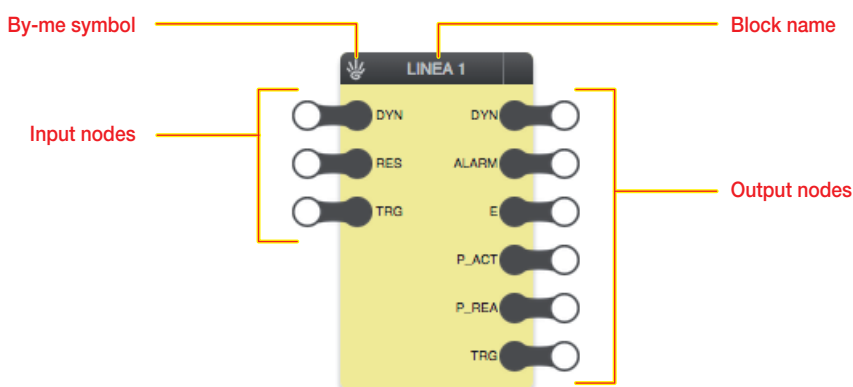 By-me symbol
Block name
LINEA 1
Input nodes
DYN
RES
TRG
DYN
ALARM
E
P_ACT
P_REA
TRG
Output nodes